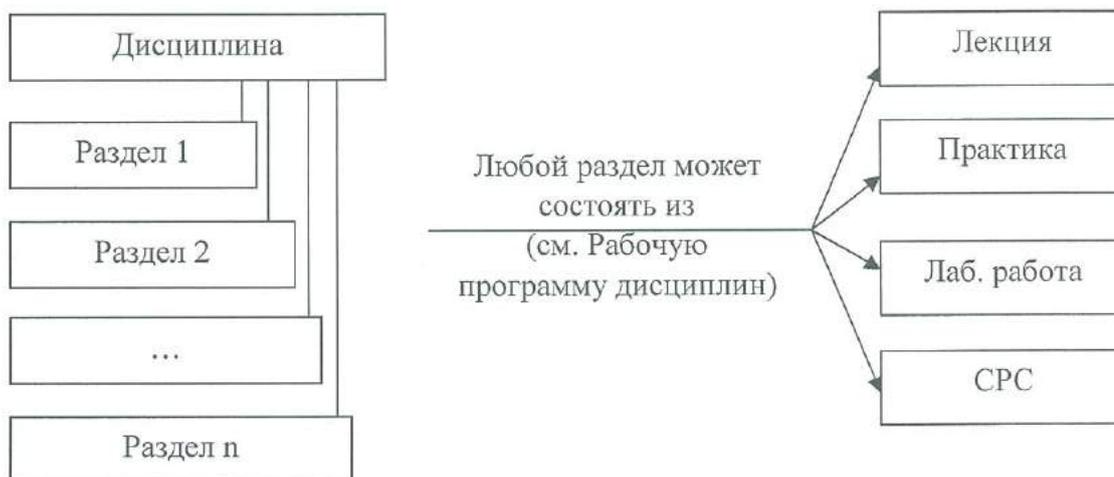 Дисциплина
Раздел 1
Раздел 2
...
Раздел n
Любой раздел может
состоять из
(см. Рабочую
программу дисциплин)
Лекция
Практика
Лаб. работа
СРС